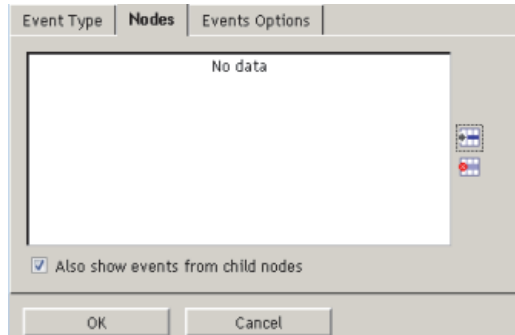 Event Type Nodes Events Options
No data
Also show events from child nodes
OK Cancel